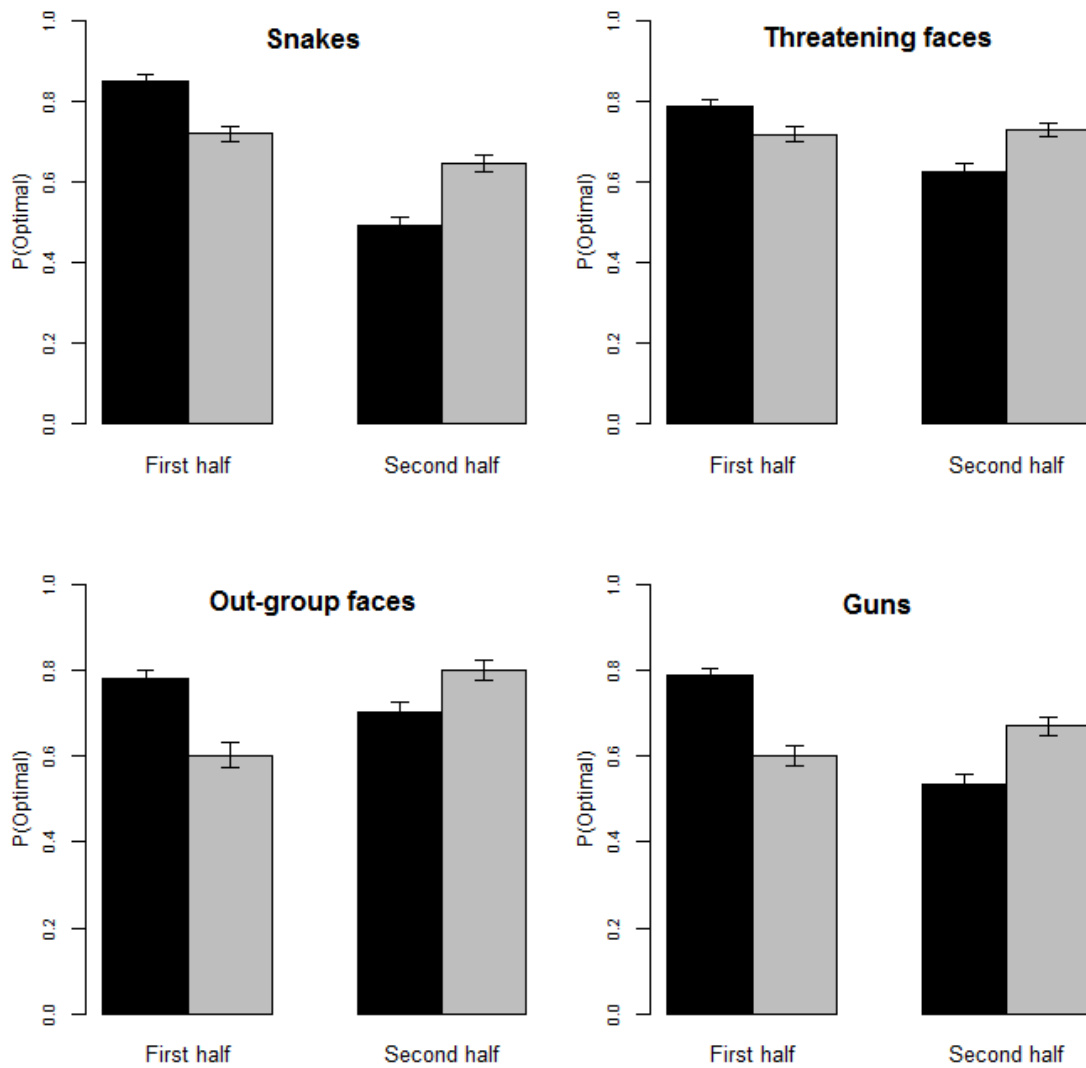 Snakes
P(Optimal)
1.0
0.8
0.6
0.4
0.2
0.0
First half Second half
Threatening faces
P(Optimal)
1.0
0.8
0.6
0.4
0.2
0.0
First half Second half
Out-group faces
P(Optimal)
1.0
0.8
0.6
0.4
0.2
0.0
First half Second half
Guns
P(Optimal)
1.0
0.8
0.6
0.4
0.2
0.0
First half Second half